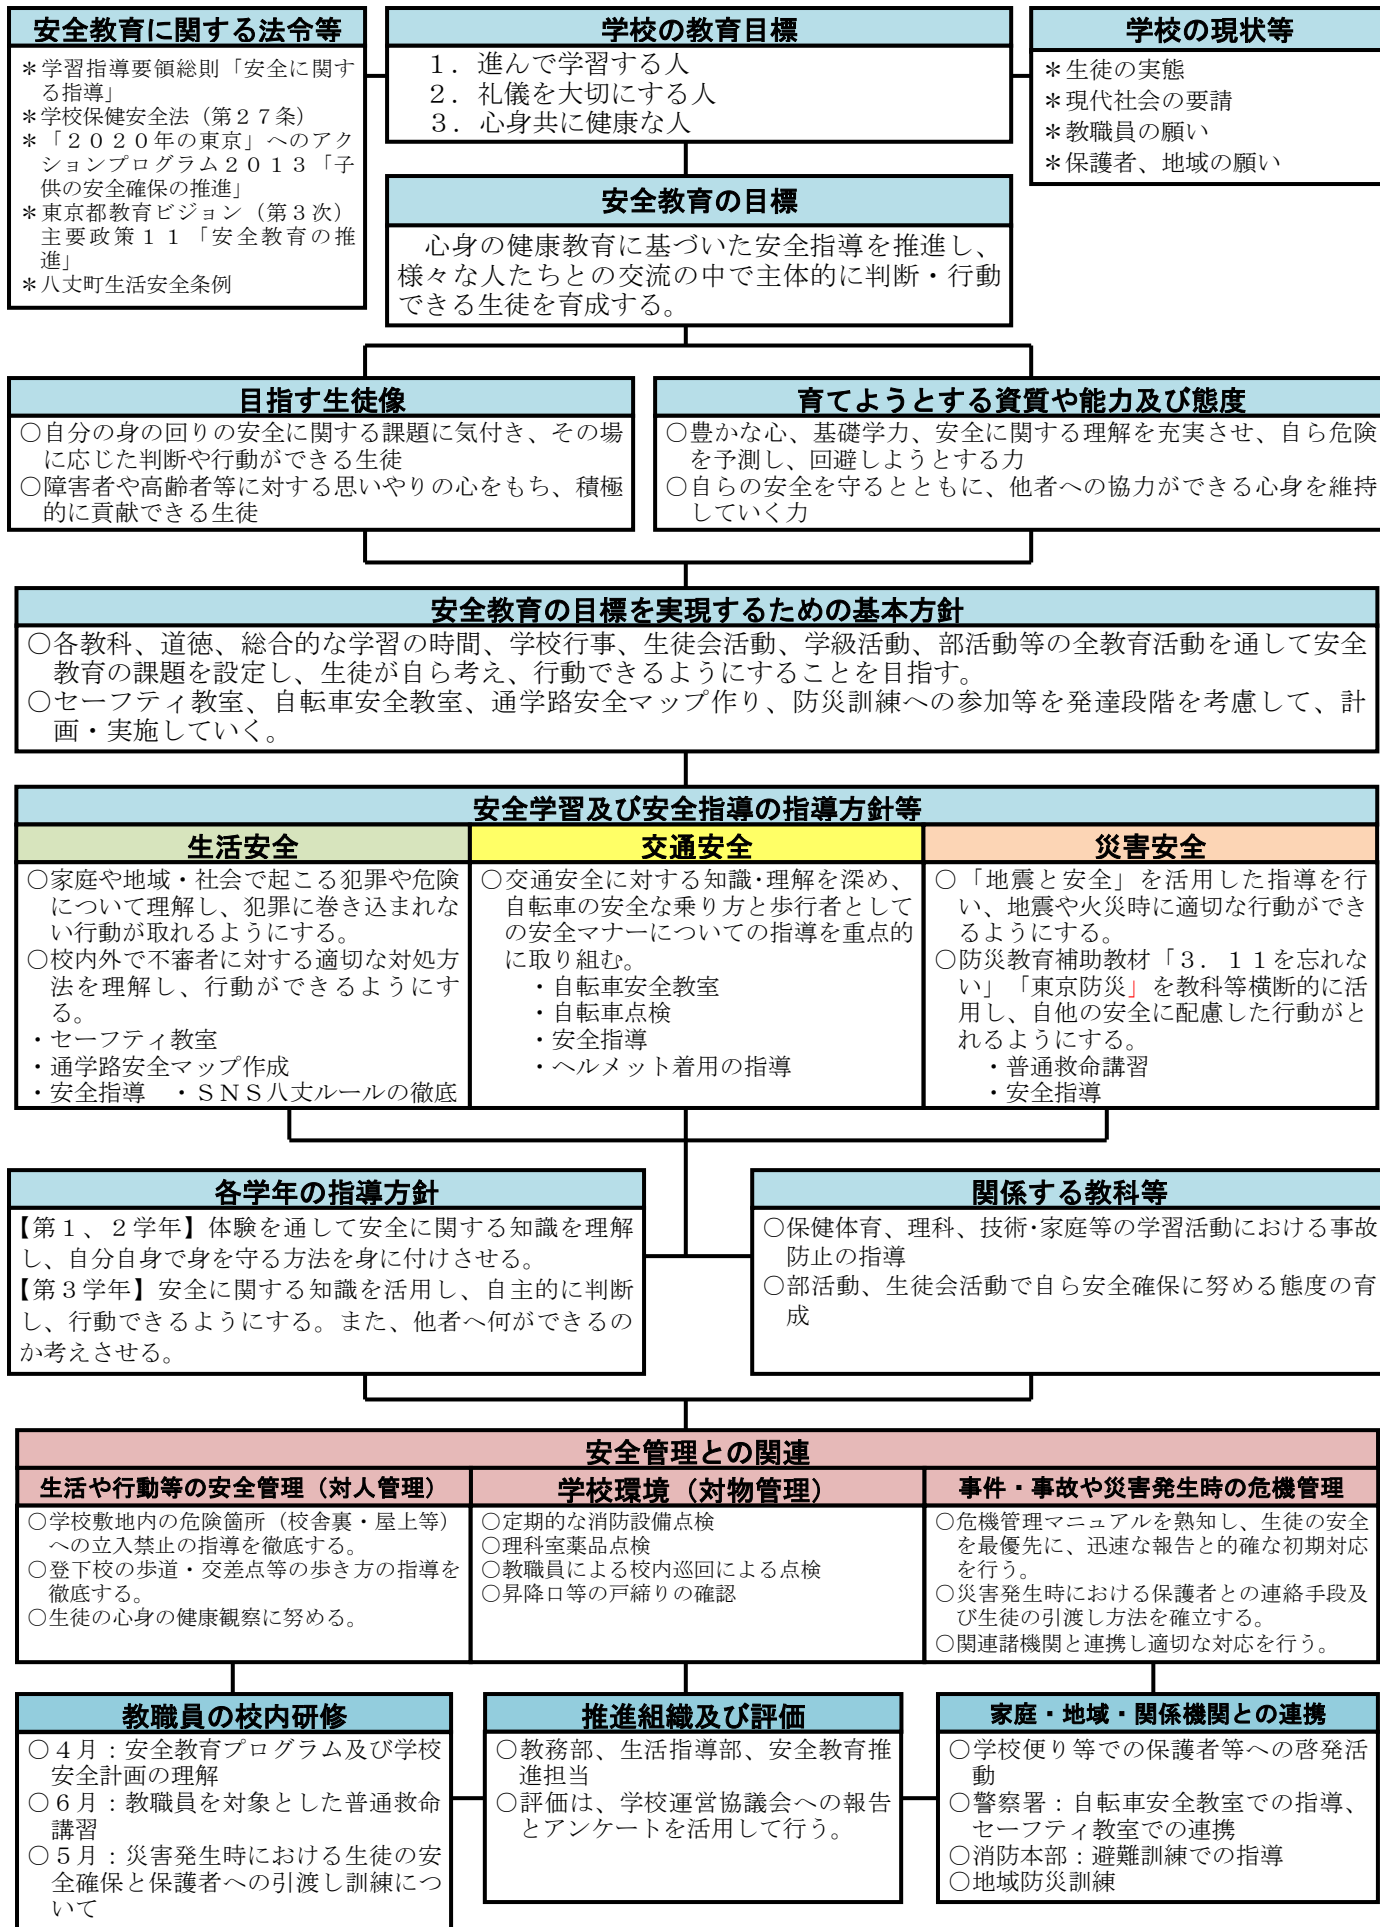 安全教育に関する法令等
＊学習指導要領総則「安全に関す
る指導」
＊学校保健安全法（第２７条）
＊「２０２０年の東京」へのアク
ションプログラム２０１３「子
供の安全確保の推進」
＊東京都教育ビジョン（第３次）
主要政策１１「安全教育の推
進」
＊八丈町生活安全条例
学校の教育目標
１．進んで学習する人
２．礼儀を大切にする人
３．心身共に健康な人
学校の現状等
＊生徒の実態
＊現代社会の要請
＊教職員の願い
＊保護者、地域の願い
安全教育の目標
心身の健康教育に基づいた安全指導を推進し、
様々な人たちとの交流の中で主体的に判断・行動
できる生徒を育成する。
目指す生徒像
○自分の身の回りの安全に関する課題に気付き、その場
に応じた判断や行動ができる生徒
○障害者や高齢者等に対する思いやりの心をもち、積極
的に貢献できる生徒
育てようとする資質や能力及び態度
○豊かな心、基礎学力、安全に関する理解を充実させ、自ら危険
を予測し、回避しようとする力
○自らの安全を守るとともに、他者への協力ができる心身を維持
していく力
安全教育の目標を実現するための基本方針
○各教科、道徳、総合的な学習の時間、学校行事、生徒会活動、学級活動、部活動等の全教育活動を通して安全
教育の課題を設定し、生徒が自ら考え、行動できるようにすることを目指す。
○セーフティ教室、自転車安全教室、通学路安全マップ作り、防災訓練への参加等を発達段階を考慮して、計
画・実施していく。
安全学習及び安全指導の指導方針等
生活安全
○家庭や地域・社会で起こる犯罪や危険
について理解し、犯罪に巻き込まれな
い行動が取れるようにする。
○校内外で不審者に対する適切な対処方
法を理解し、行動ができるようにす
る。
・セーフティ教室
・通学路安全マップ作成
・安全指導　・ＳＮＳ八丈ルールの徹底
交通安全
○交通安全に対する知識・理解を深め、
自転車の安全な乗り方と歩行者として
の安全マナーについての指導を重点的
に取り組む。
・自転車安全教室
・自転車点検
・安全指導
・ヘルメット着用の指導
災害安全
○「地震と安全」を活用した指導を行
い、地震や火災時に適切な行動ができ
るようにする。
○防災教育補助教材「３．１１を忘れな
い」「東京防災」を教科等横断的に活
用し、自他の安全に配慮した行動がと
れるようにする。
・普通救命講習
・安全指導
各学年の指導方針
【第１、２学年】体験を通して安全に関する知識を理解
し、自分自身で身を守る方法を身に付けさせる。
【第３学年】安全に関する知識を活用し、自主的に判断
し、行動できるようにする。また、他者へ何ができるの
か考えさせる。
関係する教科等
○保健体育、理科、技術･家庭等の学習活動における事故
防止の指導
○部活動、生徒会活動で自ら安全確保に努める態度の育
成
安全管理との関連
生活や行動等の安全管理（対人管理）
○学校敷地内の危険箇所（校舎裏・屋上等）
への立入禁止の指導を徹底する。
○登下校の歩道・交差点等の歩き方の指導を
徹底する。
○生徒の心身の健康観察に努める。
学校環境（対物管理）
○定期的な消防設備点検
○理科室薬品点検
○教職員による校内巡回による点検
○昇降口等の戸締りの確認
事件・事故や災害発生時の危機管理
○危機管理マニュアルを熟知し、生徒の安全
を最優先に、迅速な報告と的確な初期対応
を行う。
○災害発生時における保護者との連絡手段及
び生徒の引渡し方法を確立する。
○関連諸機関と連携し適切な対応を行う。
教職員の校内研修
○４月：安全教育プログラム及び学校
安全計画の理解
○６月：教職員を対象とした普通救命
講習
○５月：災害発生時における生徒の安
全確保と保護者への引渡し訓練につ
いて
推進組織及び評価
○教務部、生活指導部、安全教育推
進担当
○評価は、学校運営協議会への報告
とアンケートを活用して行う。
家庭・地域・関係機関との連携
○学校便り等での保護者等への啓発活
動
○警察署：自転車安全教室での指導、
セーフティ教室での連携
○消防本部：避難訓練での指導
○地域防災訓練